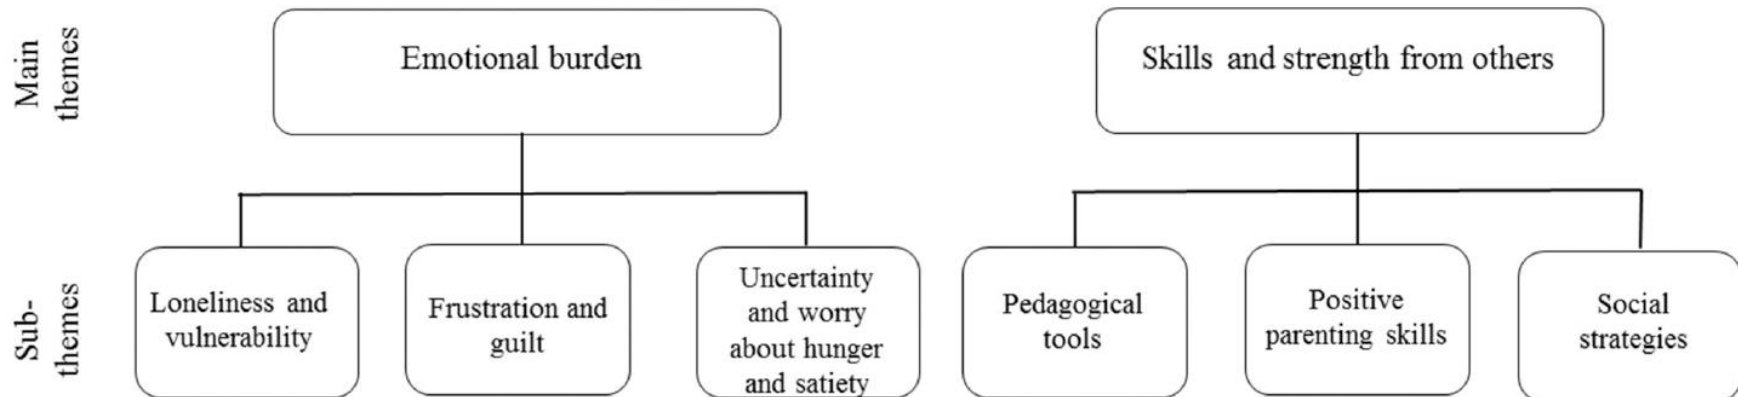 Main
themes
Emotional burden
Skills and strength from others
Sub-
themes
Loneliness and
vulnerability
Frustration and
guilt
Uncertainty
and worry
about hunger
and satiety
Pedagogical
tools
Positive
parenting skills
Social
strategies